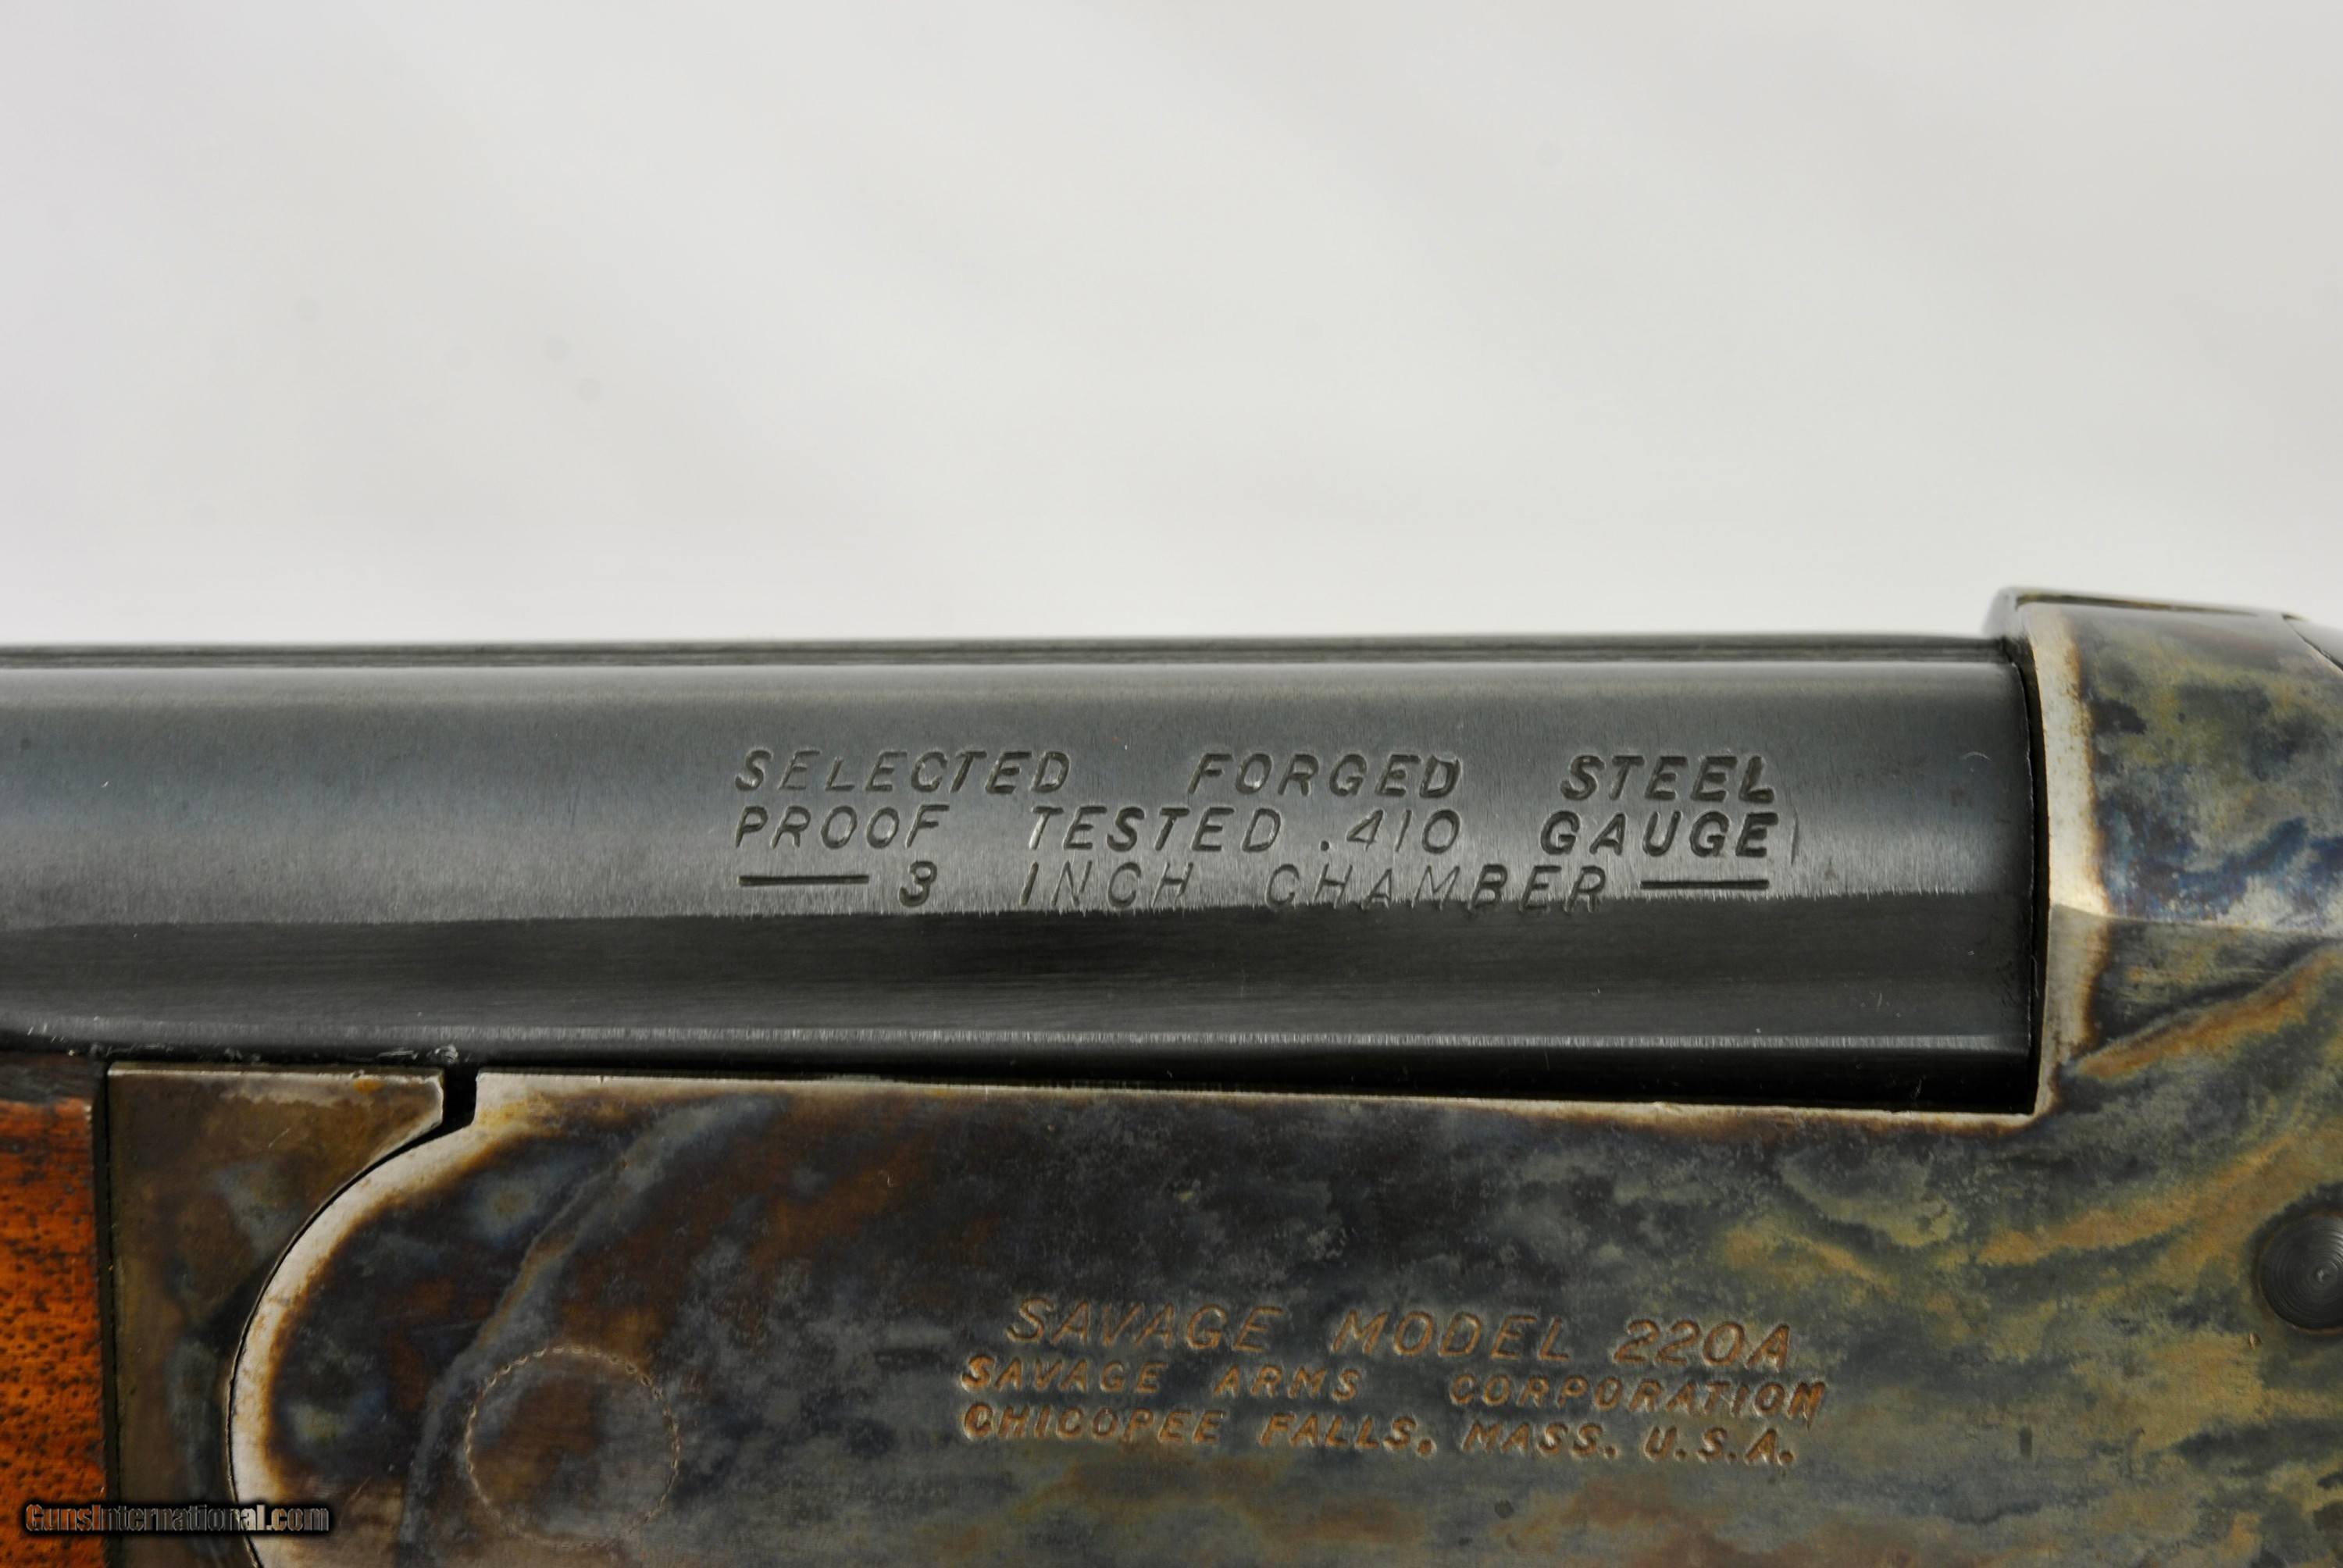 SELECTED FORGED STEEL
PROOF TESTED .410 GAUGE
— 3 INCH CHAMBER —
SAVAGE MODEL 220A
SAVAGE ARMS CORPORATION
CHICOPEE FALLS, MASS. U.S.A.
GunsInternational.com